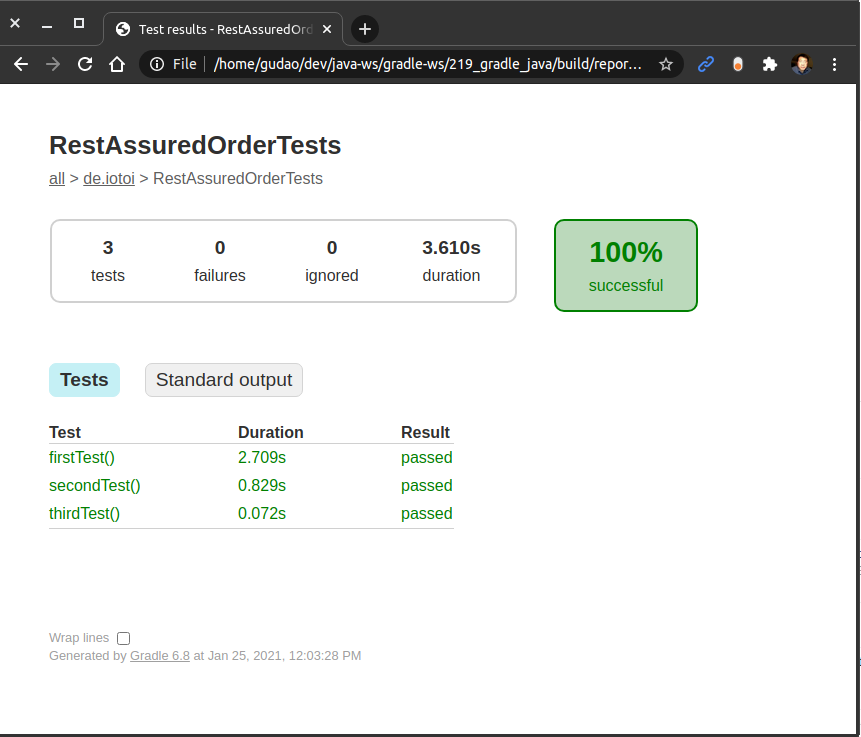 Test results - RestAssuredOrd
File
/home/gudao/dev/java-ws/gradle-ws/219_gradle_java/build/repor...
RestAssuredOrderTests
all > de.iotoi > RestAssuredOrderTests
3 0 0 3.610s
tests failures ignored duration
100%
successful
Tests Standard output
Test Duration Result
firstTest() 2.709s passed
secondTest() 0.829s passed
thirdTest() 0.072s passed
Wrap lines
Generated by Gradle 6.8 at Jan 25, 2021, 12:03:28 PM